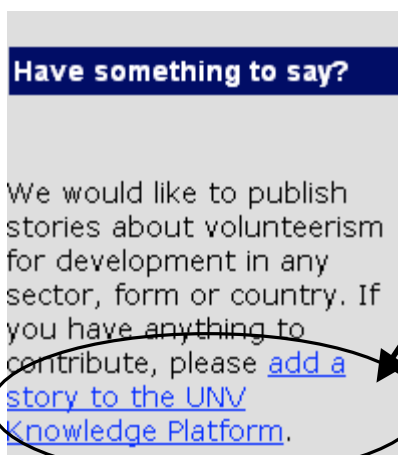 Have something to say?
We would like to publish
stories about volunteerism
for development in any
sector, form or country. If
you have anything to
contribute, please add a
story to the UNV
Knowledge Platform.